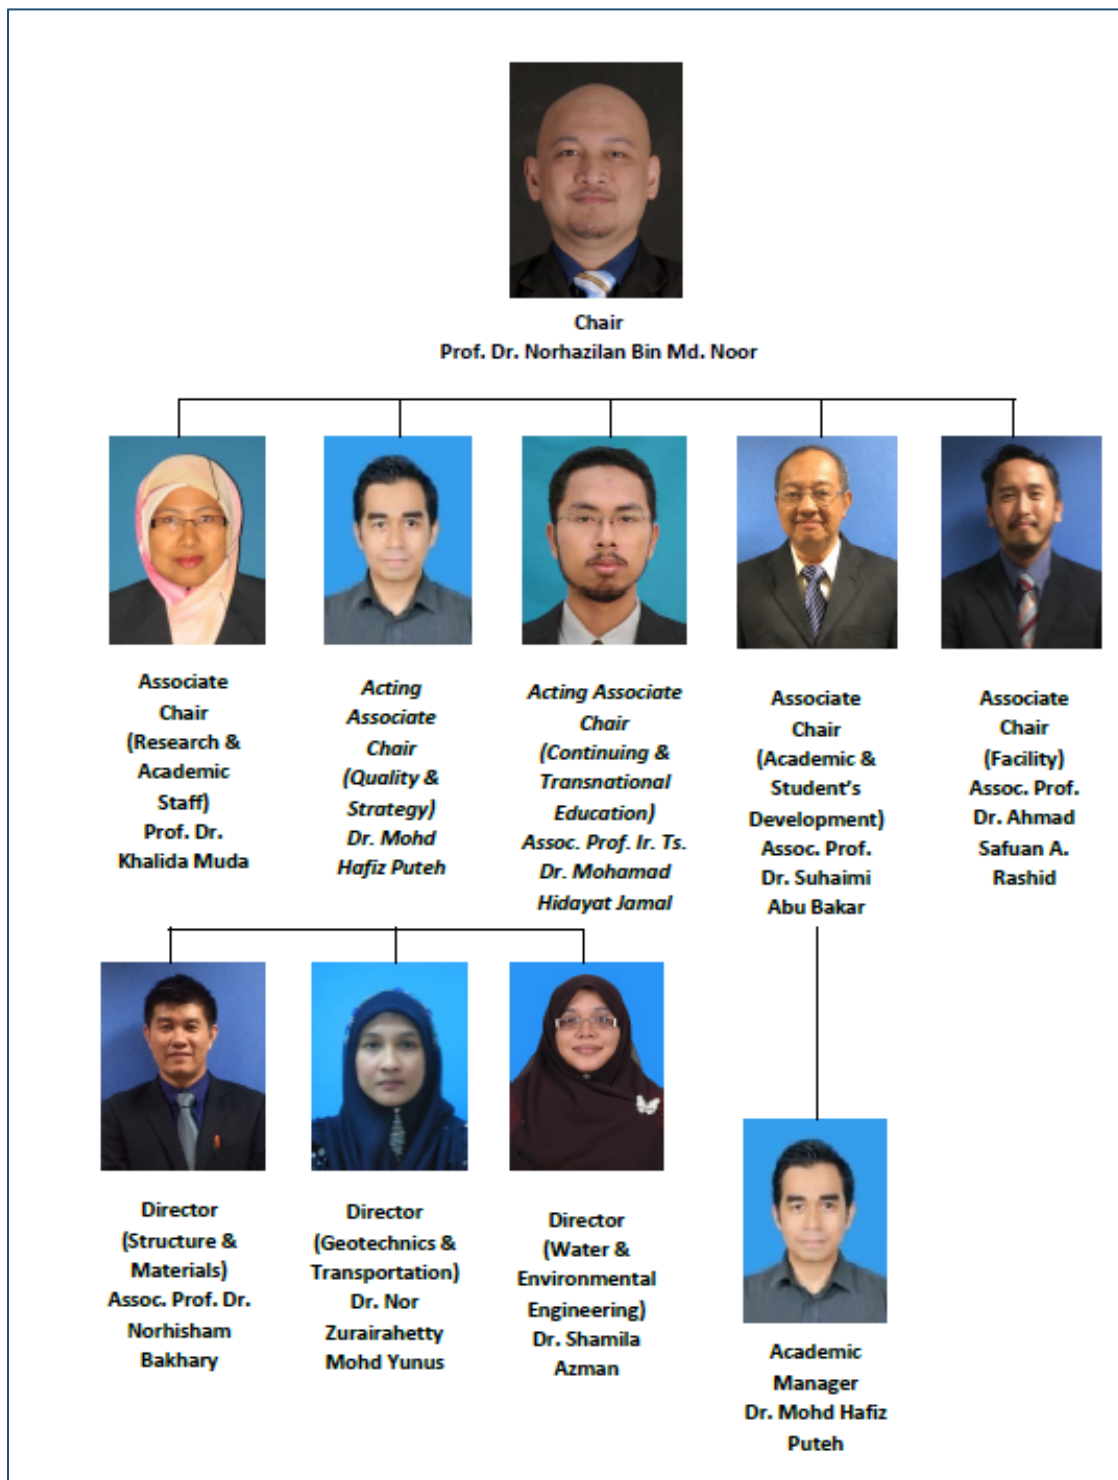 Chair
Prof. Dr. Norhazilan Bin Md. Noor
Associate
Chair
(Research &
Academic
Staff)
Prof. Dr.
Khalida Muda
Acting
Associate
Chair
(Quality &
Strategy)
Dr. Mohd
Hafiz Puteh
Acting Associate
Chair
(Continuing &
Transnational
Education)
Assoc. Prof. Ir. Ts.
Dr. Mohamad
Hidayat Jamal
Associate
Chair
(Academic &
Student's
Development)
Assoc. Prof.
Dr. Suhaimi
Abu Bakar
Associate
Chair
(Facility)
Assoc. Prof.
Dr. Ahmad
Safuan A.
Rashid
Director
(Structure &
Materials)
Assoc. Prof. Dr.
Norhisham
Bakhary
Director
(Geotechnics &
Transportation)
Dr. Nor
Zurairahetty
Mohd Yunus
Director
(Water &
Environmental
Engineering)
Dr. Shamila
Azman
Academic
Manager
Dr. Mohd Hafiz
Puteh